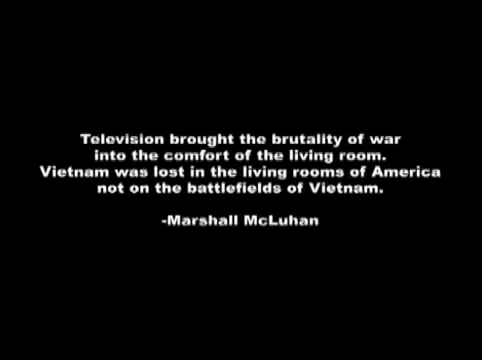 Television brought the brutality of war
into the comfort of the living room.
Vietnam was lost in the living rooms of America
not on the battlefields of Vietnam.
-Marshall McLuhan